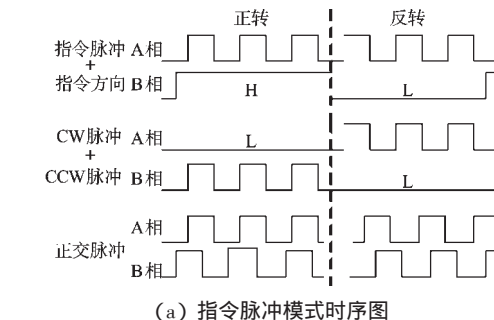 正转 反转
指令脉冲 A相
+
指令方向 B相 H L
CW脉冲 A相 L
+
CCW脉冲 B相 L
A相
正交脉冲
B相
(a) 指令脉冲模式时序图